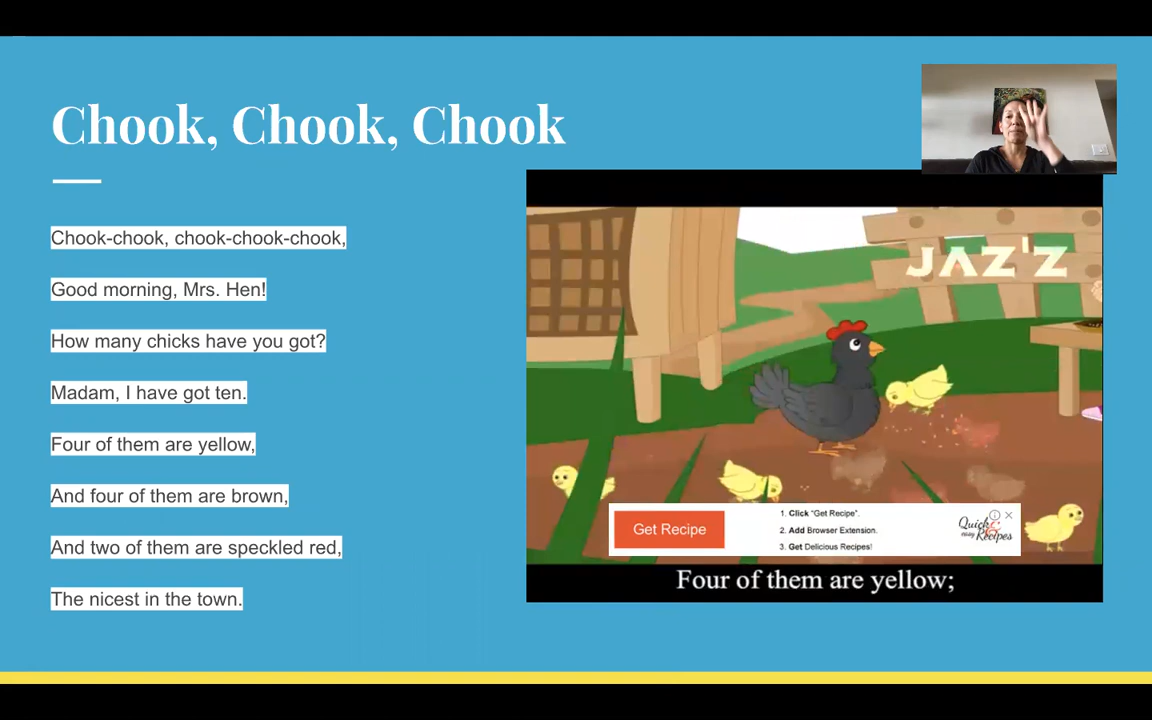 Chook, Chook, Chook
Chook-chook, chook-chook-chook,
Good morning, Mrs. Hen!
How many chicks have you got?
Madam, I have got ten.
Four of them are yellow,
And four of them are brown,
And two of them are speckled red,
The nicest in the town.
JAZ'Z
Get Recipe
1. Click "Get Recipe".
2. Add Browser Extension.
3. Get Delicious Recipes!
Quick &
easy Recipes
Four of them are yellow;